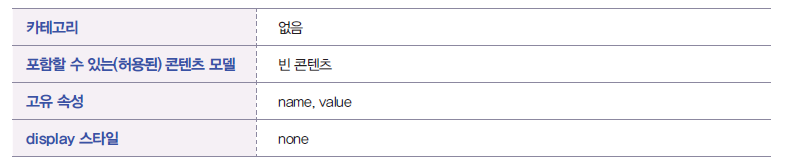 카테고리 없음
포함할 수 있는(허용된) 콘텐츠 모델 빈 콘텐츠
고유 속성 name, value
display 스타일 none